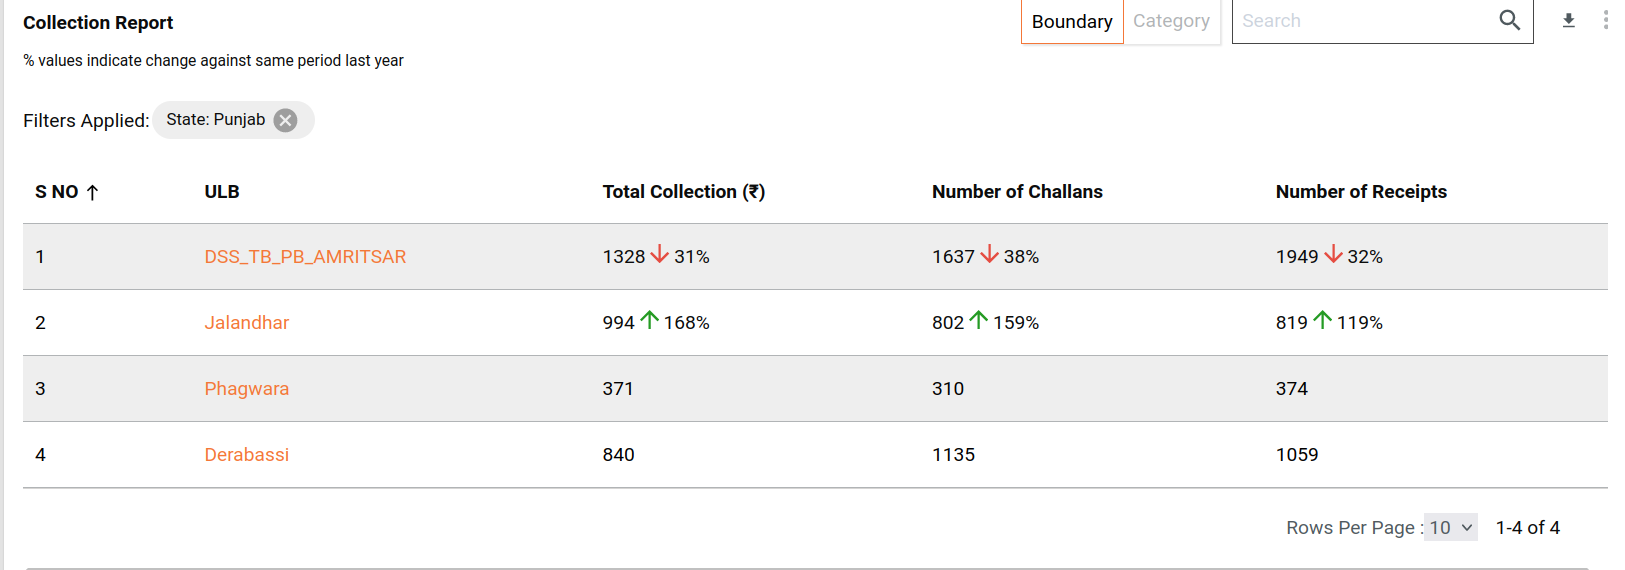 Collection Report
Boundary Category Search
% values indicate change against same period last year
Filters Applied: State: Punjab
S NO ↑ ULB Total Collection (₹) Number of Challans Number of Receipts
1 DSS_TB_PB_AMRITSAR 1328 ↓ 31% 1637 ↓ 38% 1949 ↓ 32%
2 Jalandhar 994 ↑ 168% 802 ↑ 159% 819 ↑ 119%
3 Phagwara 371 310 374
4 Derabassi 840 1135 1059
Rows Per Page : 10 1-4 of 4